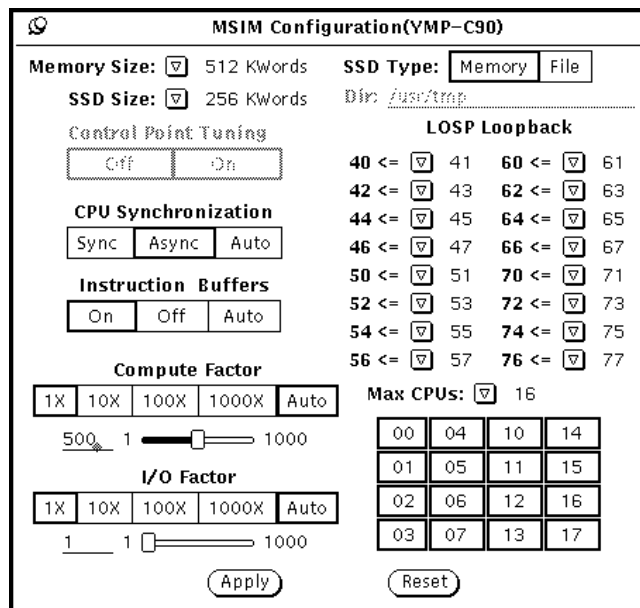 MSIM Configuration(YMP-C90)
Memory Size: 512 KWords
SSD Size: 256 KWords
Control Point Tuning
Off On
CPU Synchronization
Sync Async Auto
Instruction Buffers
On Off Auto
Compute Factor
1X 10X 100X 1000X Auto
500 1 1000
I/O Factor
1X 10X 100X 1000X Auto
1 1 1000
SSD Type: Memory File
Dir: /usr/tmp
LOSP Loopback
40 <= 41 60 <= 61
42 <= 43 62 <= 63
44 <= 45 64 <= 65
46 <= 47 66 <= 67
50 <= 51 70 <= 71
52 <= 53 72 <= 73
54 <= 55 74 <= 75
56 <= 57 76 <= 77
Max CPUs: 16
00 04 10 14
01 05 11 15
02 06 12 16
03 07 13 17
Apply Reset